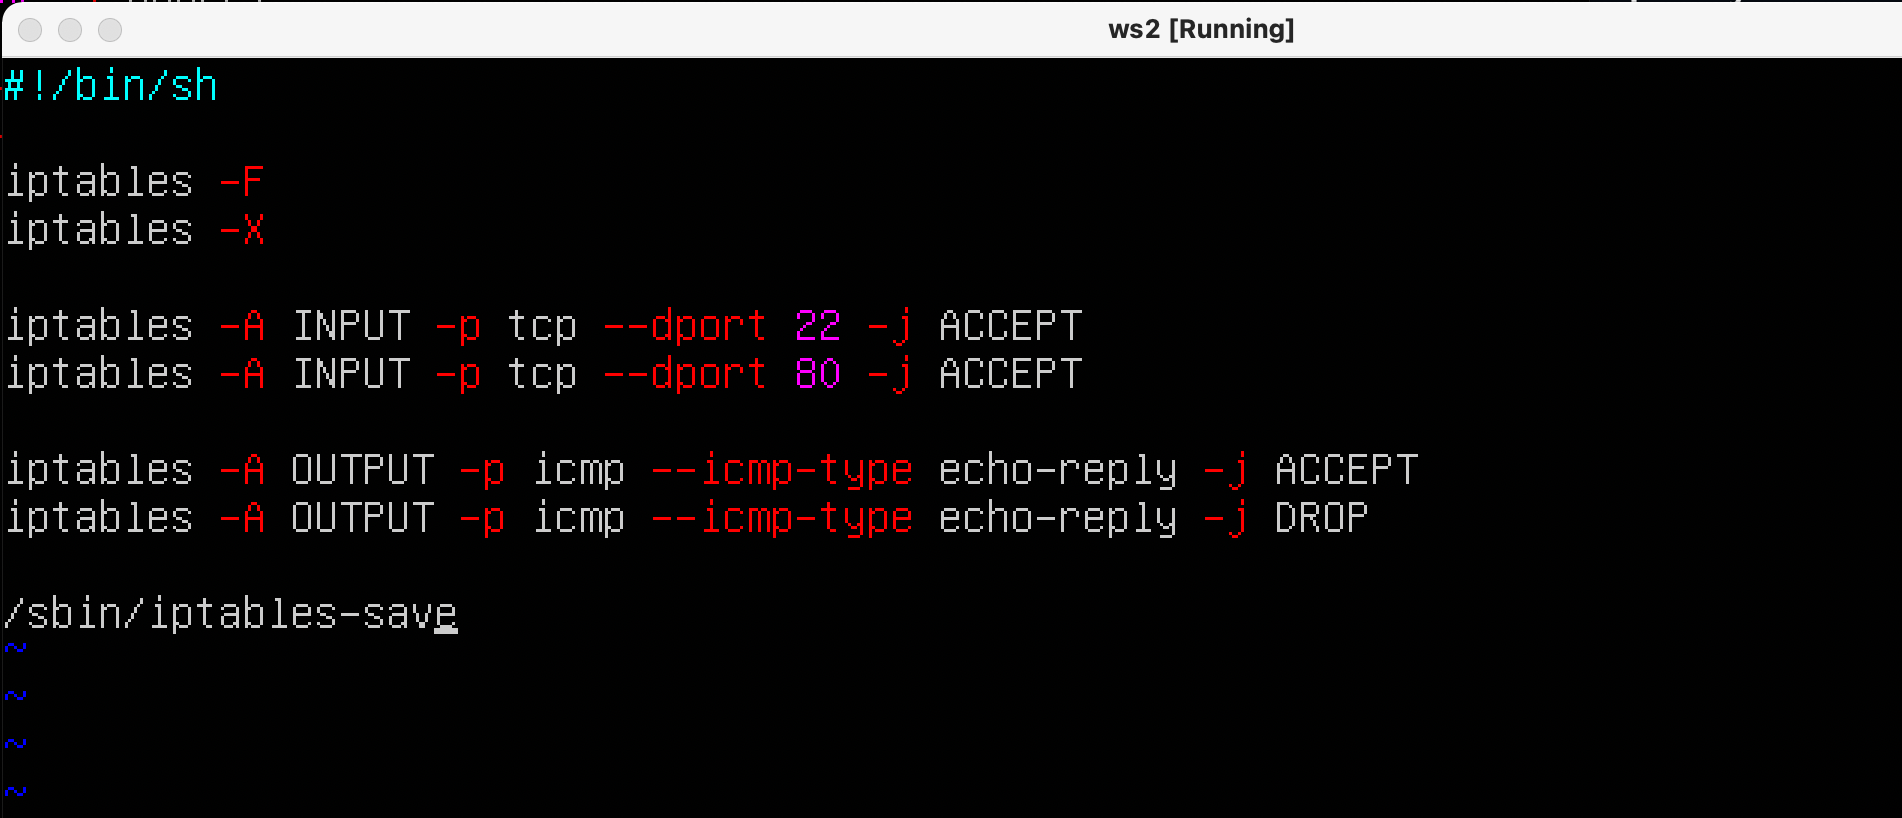 ws2 [Running]
#!/bin/sh
iptables -F
iptables -X
iptables -A INPUT -p tcp --dport 22 -j ACCEPT
iptables -A INPUT -p tcp --dport 80 -j ACCEPT
iptables -A OUTPUT -p icmp --icmp-type echo-reply -j ACCEPT
iptables -A OUTPUT -p icmp --icmp-type echo-reply -j DROP
/sbin/iptables-save
~
~
~
~